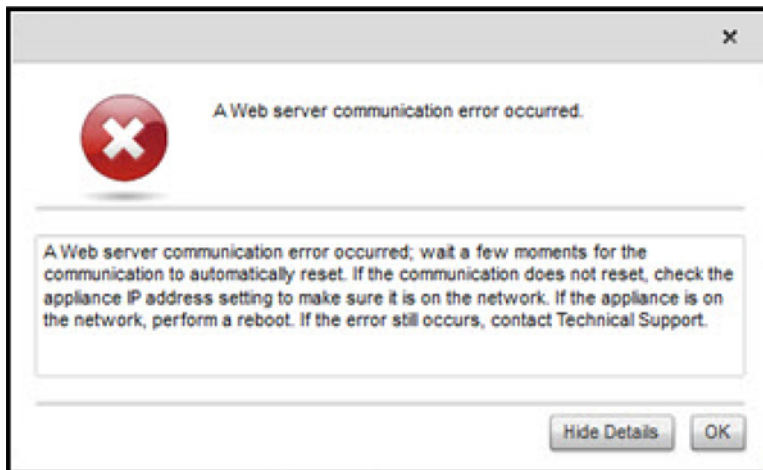 A Web server communication error occurred.
A Web server communication error occurred; wait a few moments for the
communication to automatically reset. If the communication does not reset, check the
appliance IP address setting to make sure it is on the network. If the appliance is on
the network, perform a reboot. If the error still occurs, contact Technical Support.
Hide Details OK